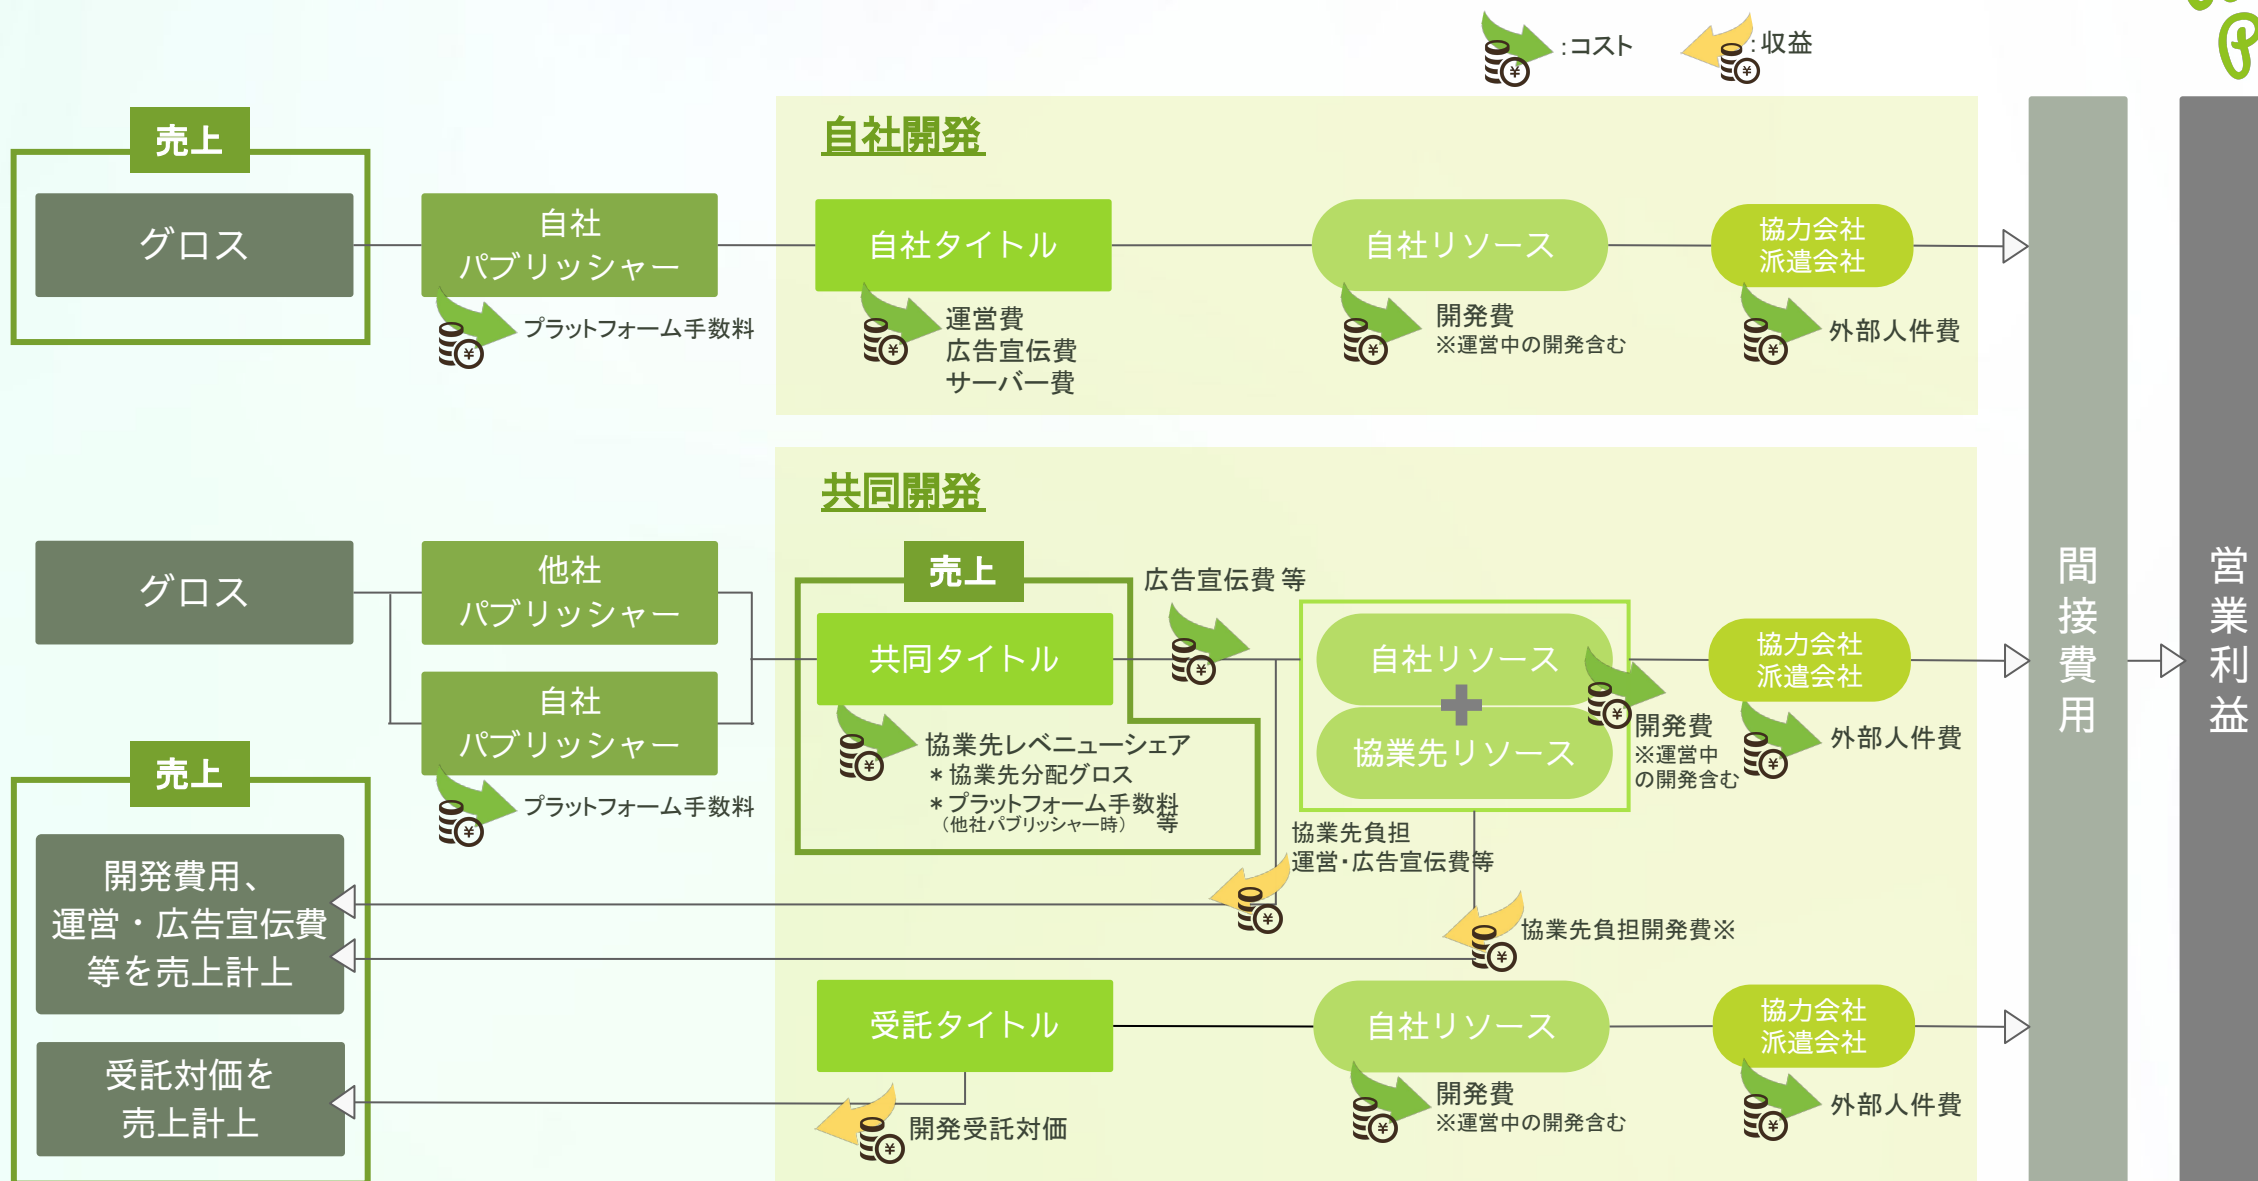 :コスト
:収益
売上
自社開発
グロス
自社
パブリッシャー
自社タイトル
自社リソース
協力会社
派遣会社
プラットフォーム手数料
運営費
広告宣伝費
サーバー費
開発費
※運営中の開発含む
外部人件費
共同開発
売上
広告宣伝費 等
グロス
他社
パブリッシャー
共同タイトル
自社リソース
協力会社
派遣会社
自社
パブリッシャー
協業先リソース
開発費
※運営中
の開発含む
外部人件費
協業先レベニューシェア
*協業先分配グロス
*プラットフォーム手数料
(他社パブリッシャー時) 等
プラットフォーム手数料
売上
協業先負担
運営・広告宣伝費等
開発費用、
運営・広告宣伝費
等を売上計上
協業先負担開発費※
受託タイトル
自社リソース
協力会社
派遣会社
受託対価を
売上計上
開発受託対価
開発費
※運営中の開発含む
外部人件費
間接費用
営業利益